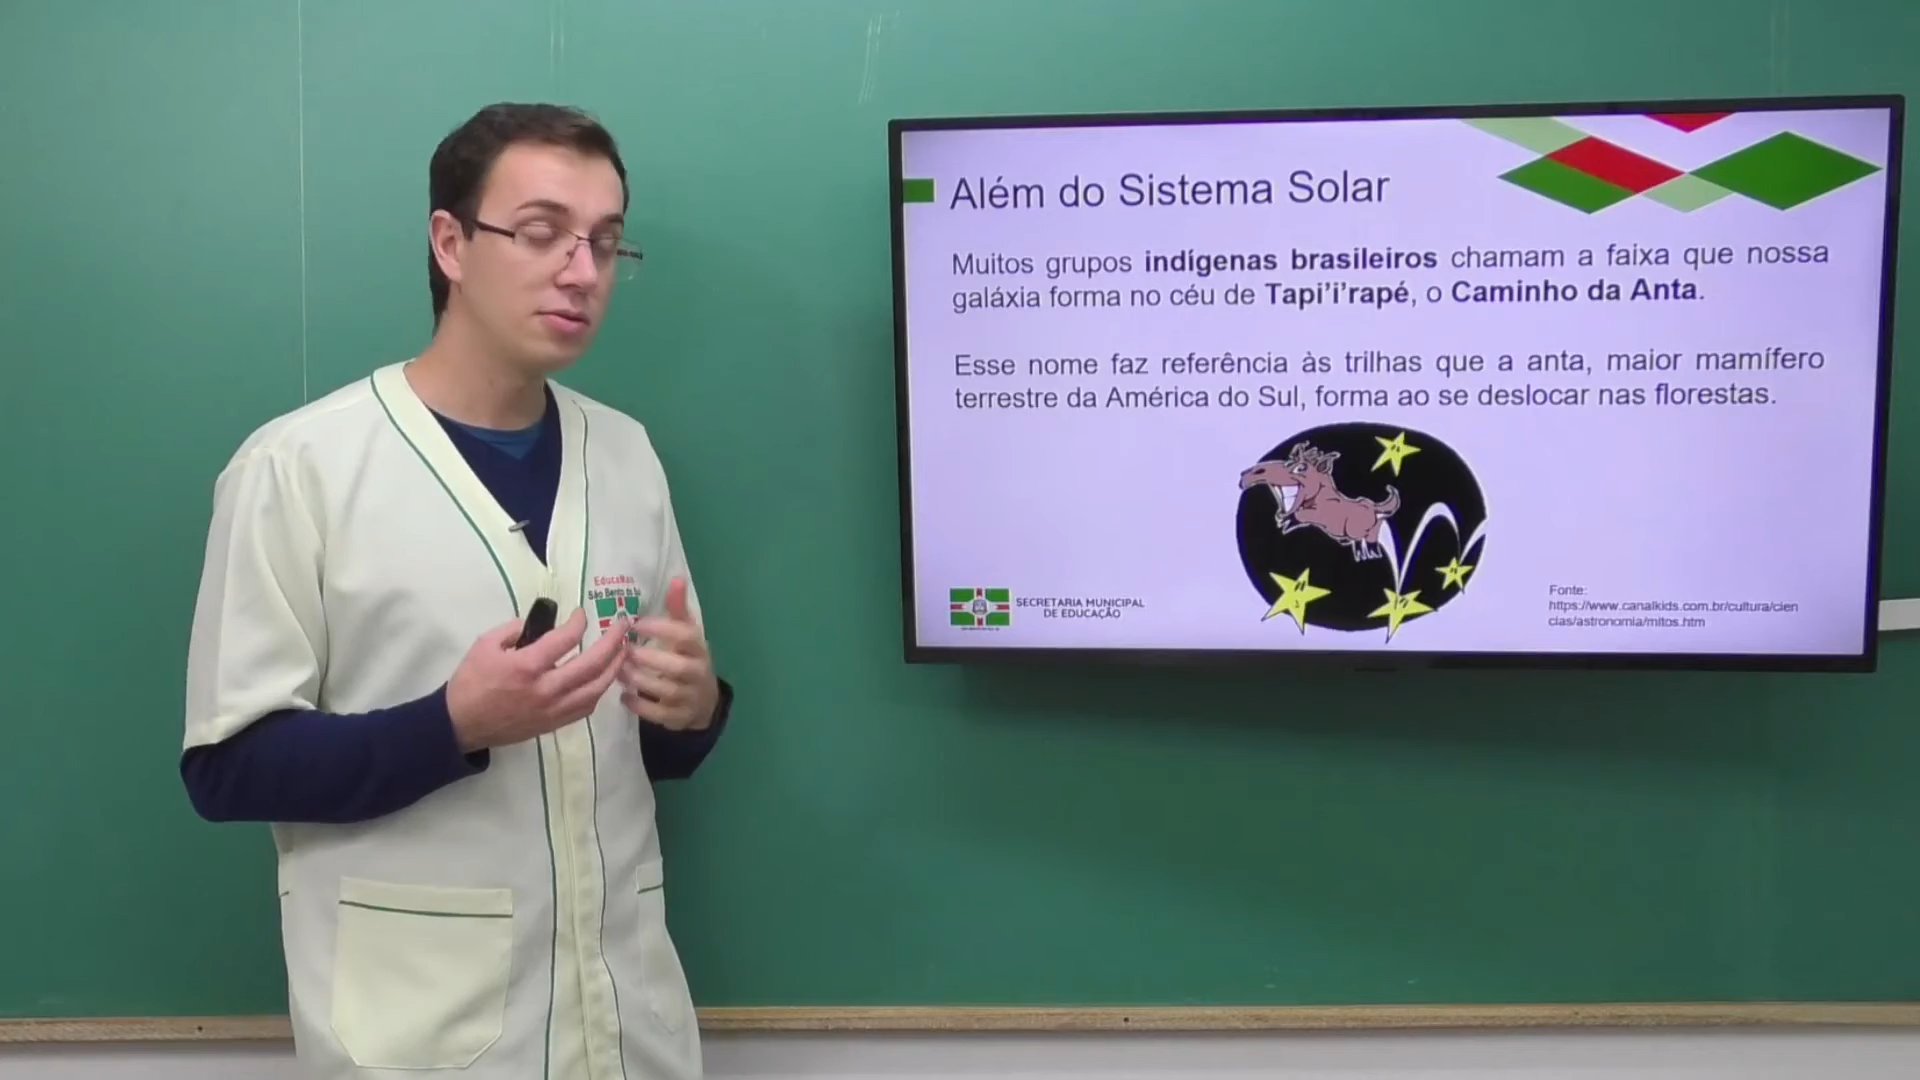 Além do Sistema Solar
Muitos grupos indígenas brasileiros chamam a faixa que nossa
galáxia forma no céu de Tapi’i’rapé, o Caminho da Anta.
Esse nome faz referência às trilhas que a anta, maior mamífero
terrestre da América do Sul, forma ao se deslocar nas florestas.
SECRETARIA MUNICIPAL
DE EDUCAÇÃO
Fonte:
https://www.canalkids.com.br/cultura/cien
cias/astronomia/mitos.htm
EducaMais
São Bento do Sul